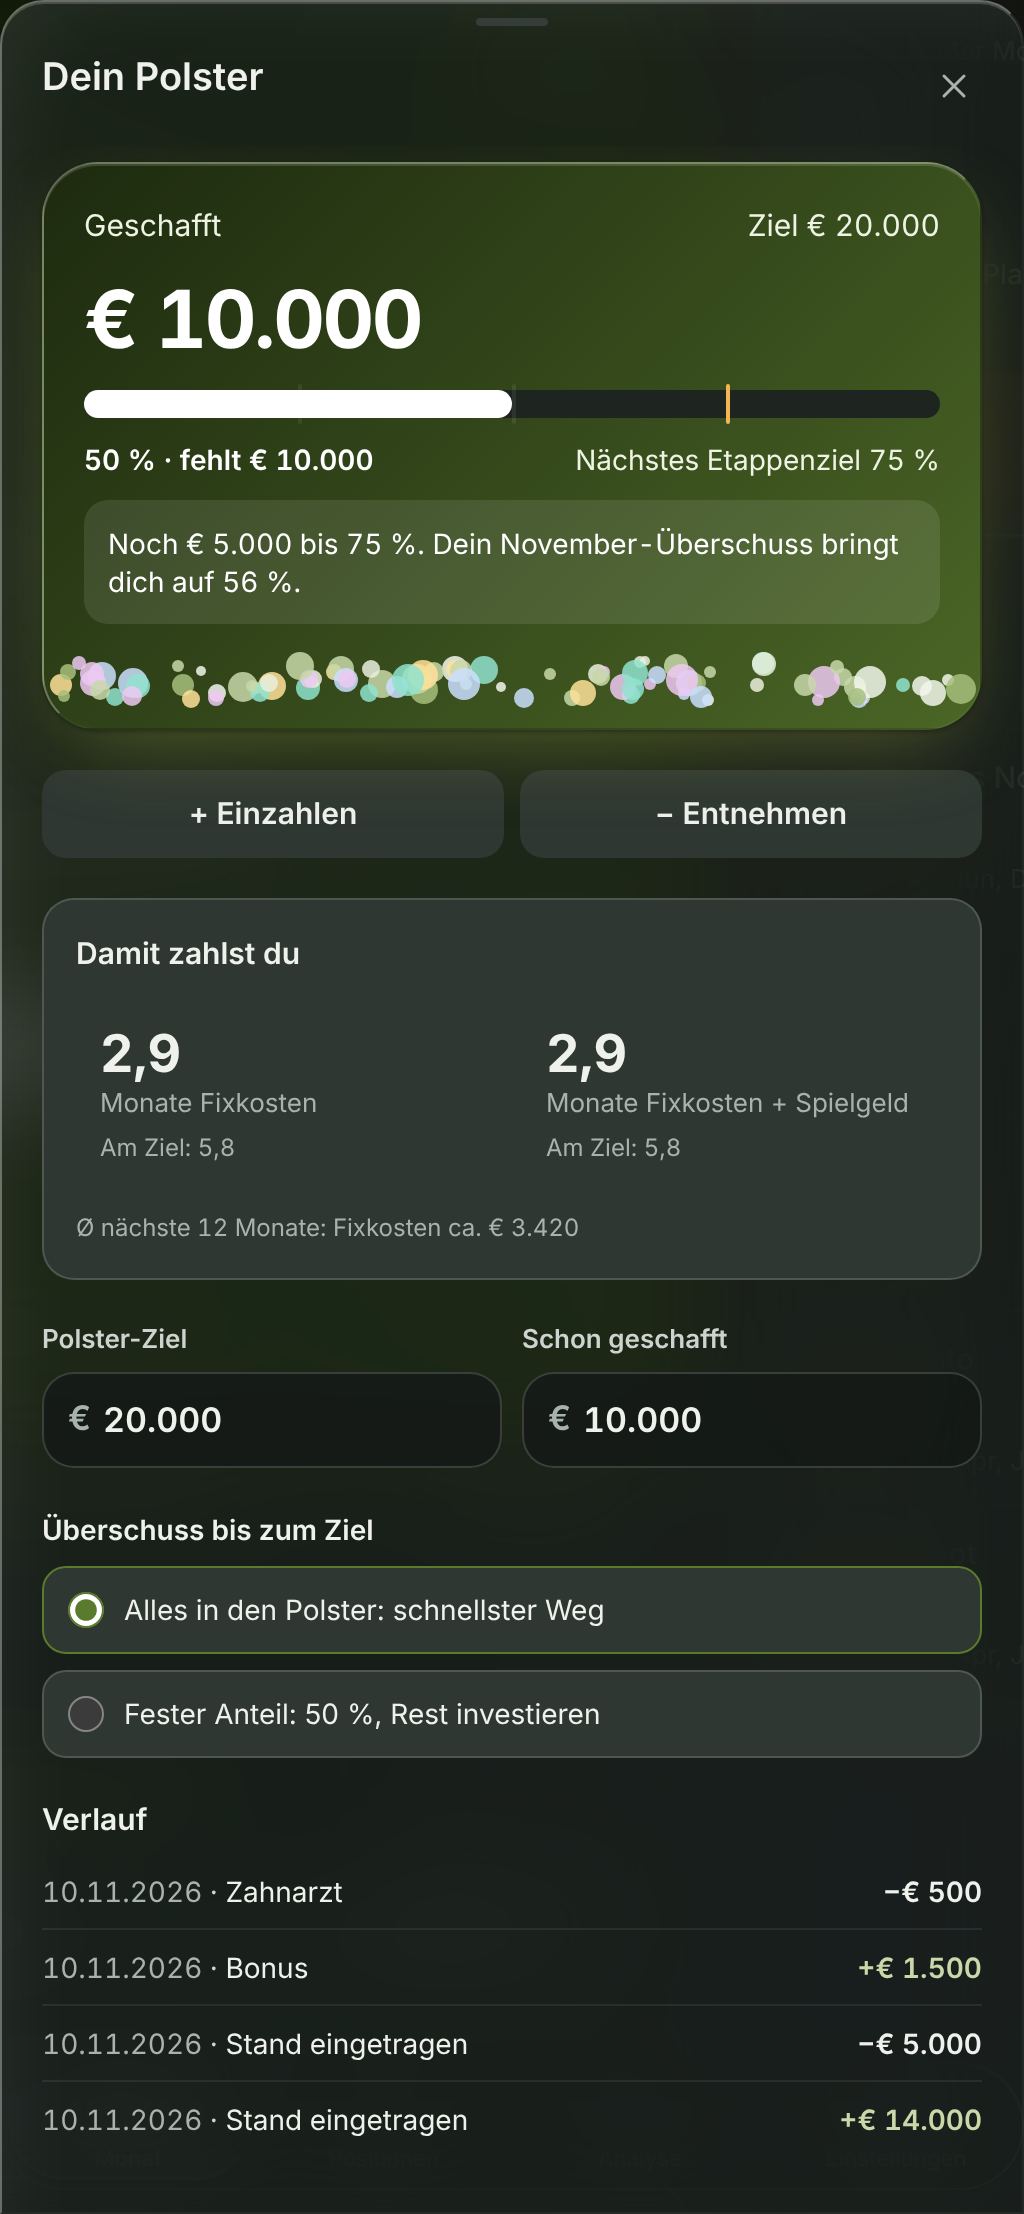 Dein Polster
Geschafft
Ziel € 20.000
€ 10.000
50 % · fehlt € 10.000
Nächstes Etappenziel 75 %
Noch € 5.000 bis 75 %. Dein November-Überschuss bringt
dich auf 56 %.
+ Einzahlen
− Entnehmen
Damit zahlst du
2,9
Monate Fixkosten
Am Ziel: 5,8
2,9
Monate Fixkosten + Spielgeld
Am Ziel: 5,8
Ø nächste 12 Monate: Fixkosten ca. € 3.420
Polster-Ziel
Schon geschafft
€ 20.000
€ 10.000
Überschuss bis zum Ziel
Alles in den Polster: schnellster Weg
Fester Anteil: 50 %, Rest investieren
Verlauf
10.11.2026 · Zahnarzt
−€ 500
10.11.2026 · Bonus
+€ 1.500
10.11.2026 · Stand eingetragen
−€ 5.000
10.11.2026 · Stand eingetragen
+€ 14.000
Monat
Positionen
Analyse
Einstellungen